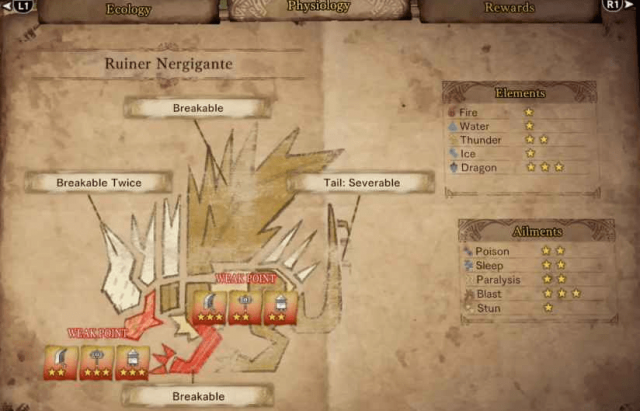 L1
Ecology
Physiology
Rewards
R1
Ruiner Nergigante
Breakable
Breakable Twice
Tail: Severable
WEAK POINT
WEAK POINT
Breakable
Elements
Fire
Water
Thunder
Ice
Dragon
Ailments
Poison
Sleep
Paralysis
Blast
Stun